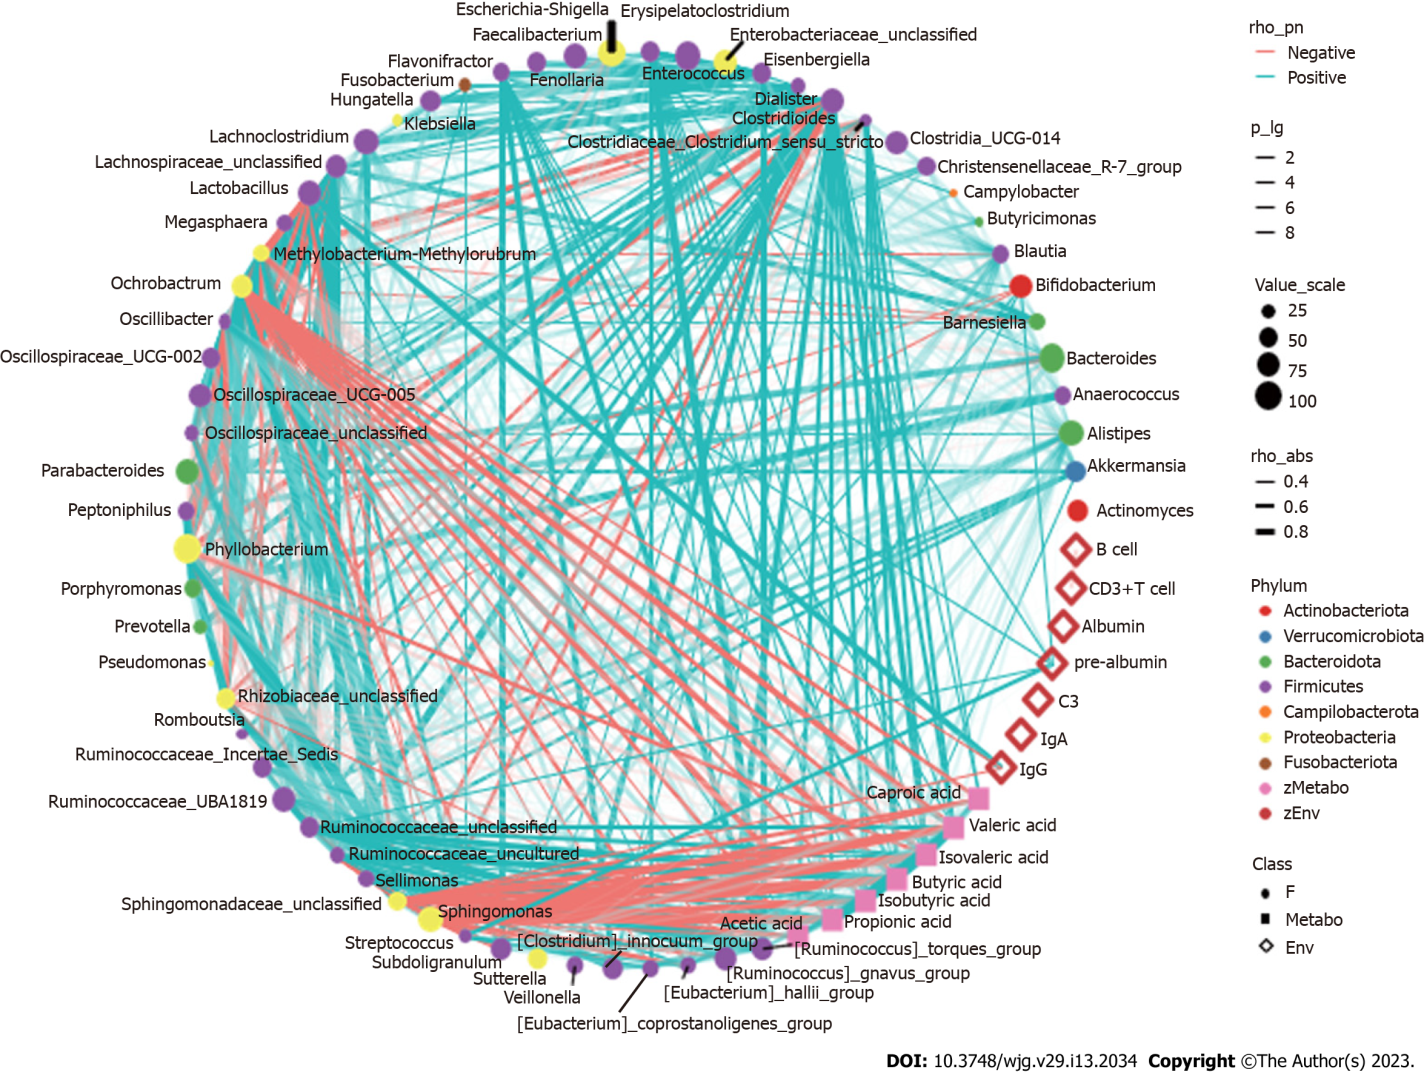 Escherichia-Shigella
Erysipelatoclostridium
Faecalibacterium
Enterobacteriaceae_unclassified
Flavonifractor
Fenollaria
Enterococcus
Eisenbergiella
Fusobacterium
Hungatella
Dialister
Klebsiella
Clostridioides
Lachnoclostridium
Clostridiaceae_Clostridium_sensu_stricto
Clostridia_UCG-014
Lachnospiraceae_unclassified
Christensenellaceae_R-7_group
Lactobacillus
Campylobacter
Megasphaera
Butyricimonas
Methylobacterium-Methylorubrum
Blautia
Ochrobactrum
Bifidobacterium
Oscillibacter
Barnesiella
Oscillospiraceae_UCG-002
Bacteroides
Oscillospiraceae_UCG-005
Anaerococcus
Oscillospiraceae_unclassified
Alistipes
Parabacteroides
Akkermansia
Peptoniphilus
Actinomyces
Phyllobacterium
B cell
Porphyromonas
CD3+T cell
Prevotella
Albumin
Pseudomonas
pre-albumin
Rhizobiaceae_unclassified
C3
Romboutsia
IgA
Ruminococcaceae_Incertae_Sedis
IgG
Ruminococcaceae_UBA1819
Caproic acid
Ruminococcaceae_unclassified
Valeric acid
Ruminococcaceae_uncultured
Isovaleric acid
Sellimonas
Butyric acid
Sphingomonadaceae_unclassified
Isobutyric acid
Sphingomonas
Propionic acid
Acetic acid
Streptococcus
[Clostridium]_innocuum_group
[Ruminococcus]_torques_group
Subdoligranulum
Sutterella
[Ruminococcus]_gnavus_group
Veillonella
[Eubacterium]_hallii_group
[Eubacterium]_coprostanoligenes_group
rho_pn
Negative
Positive
p_lg
2
4
6
8
Value_scale
25
50
75
100
rho_abs
0.4
0.6
0.8
Phylum
Actinobacteriota
Verrucomicrobiota
Bacteroidota
Firmicutes
Campilobacterota
Proteobacteria
Fusobacteriota
zMetabo
zEnv
Class
F
Metabo
Env
DOI: 10.3748/wjg.v29.i13.2034 Copyright ©The Author(s) 2023.